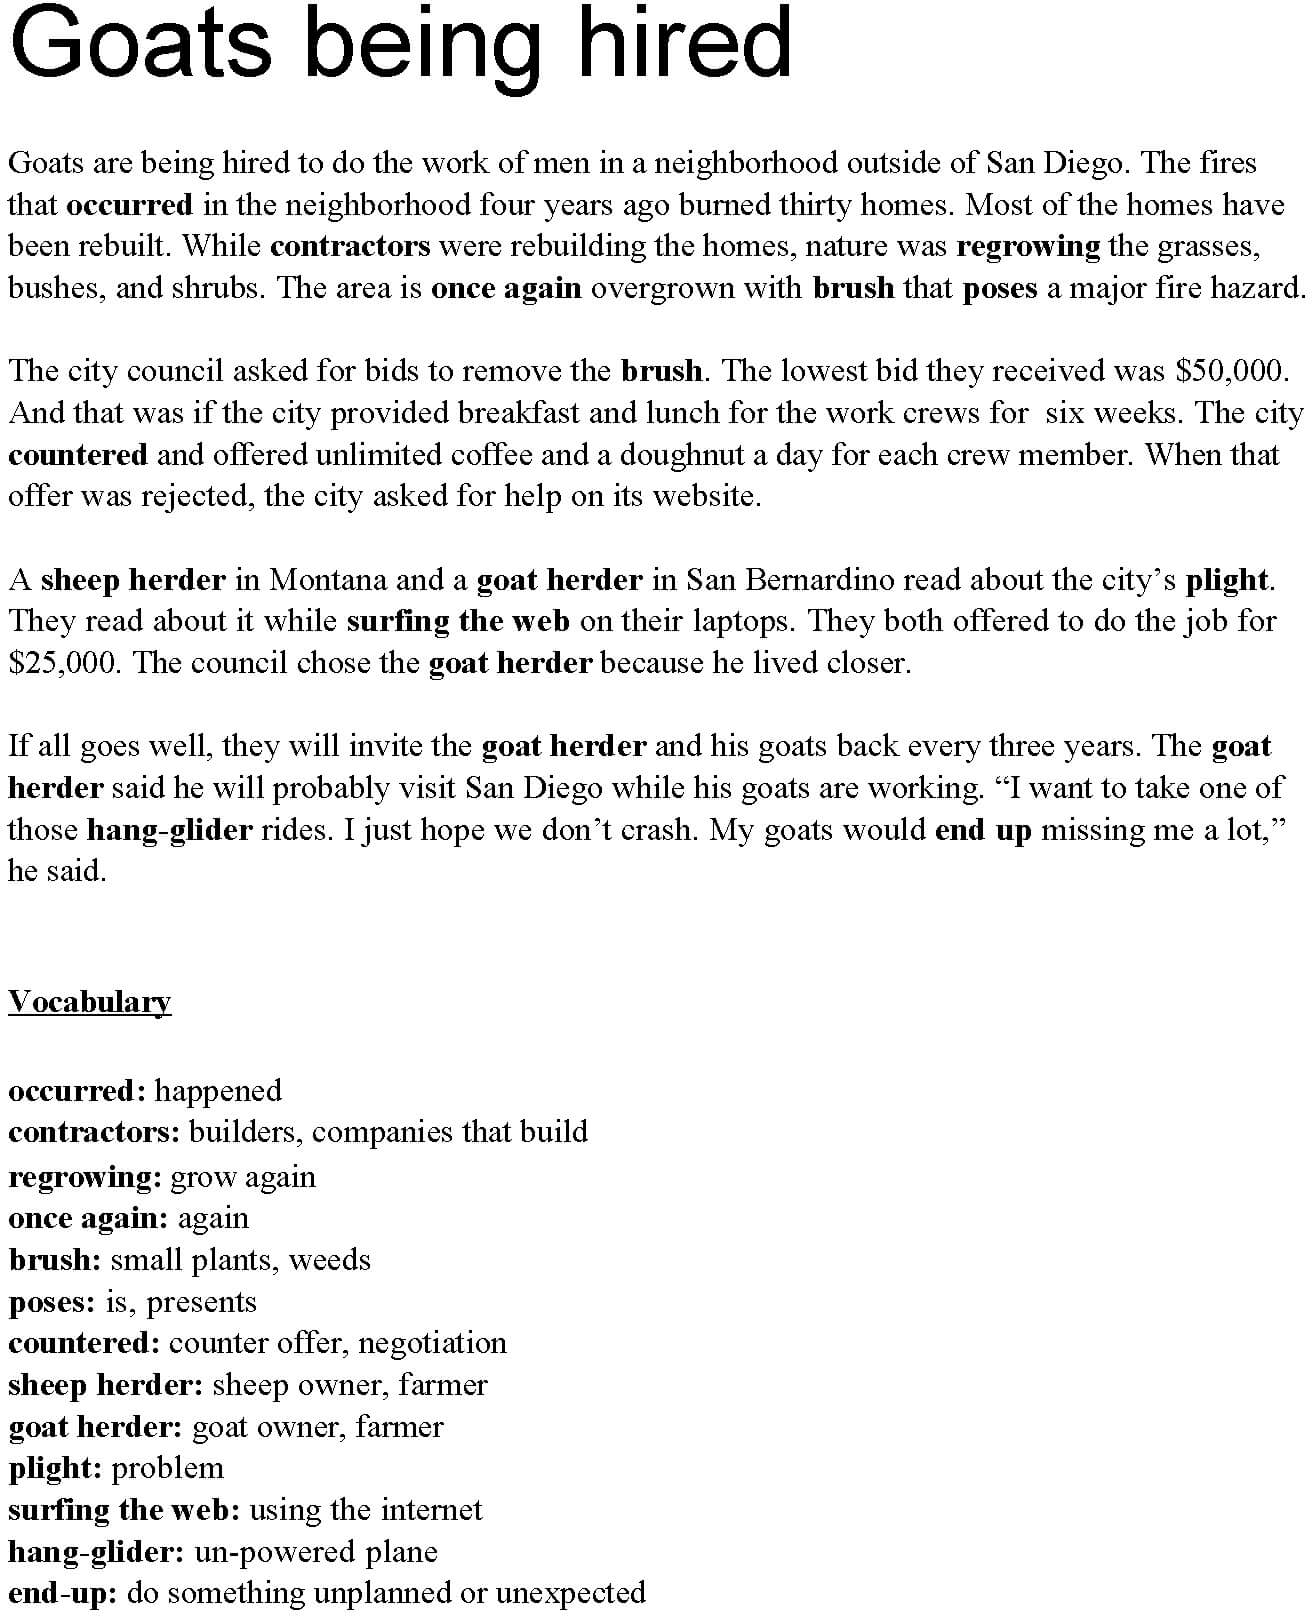 Goats being hired
Goats are being hired to do the work of men in a neighborhood outside of San Diego. The fires
that occurred in the neighborhood four years ago burned thirty homes. Most of the homes have
been rebuilt. While contractors were rebuilding the homes, nature was regrowing the grasses,
bushes, and shrubs. The area is once again overgrown with brush that poses a major fire hazard.
The city council asked for bids to remove the brush. The lowest bid they received was $50,000.
And that was if the city provided breakfast and lunch for the work crews for six weeks. The city
countered and offered unlimited coffee and a doughnut a day for each crew member. When that
offer was rejected, the city asked for help on its website.
A sheep herder in Montana and a goat herder in San Bernardino read about the city’s plight.
They read about it while surfing the web on their laptops. They both offered to do the job for
$25,000. The council chose the goat herder because he lived closer.
If all goes well, they will invite the goat herder and his goats back every three years. The goat
herder said he will probably visit San Diego while his goats are working. “I want to take one of
those hang-glider rides. I just hope we don’t crash. My goats would end up missing me a lot,”
he said.
Vocabulary
occurred: happened
contractors: builders, companies that build
regrowing: grow again
once again: again
brush: small plants, weeds
poses: is, presents
countered: counter offer, negotiation
sheep herder: sheep owner, farmer
goat herder: goat owner, farmer
plight: problem
surfing the web: using the internet
hang-glider: un-powered plane
end-up: do something unplanned or unexpected